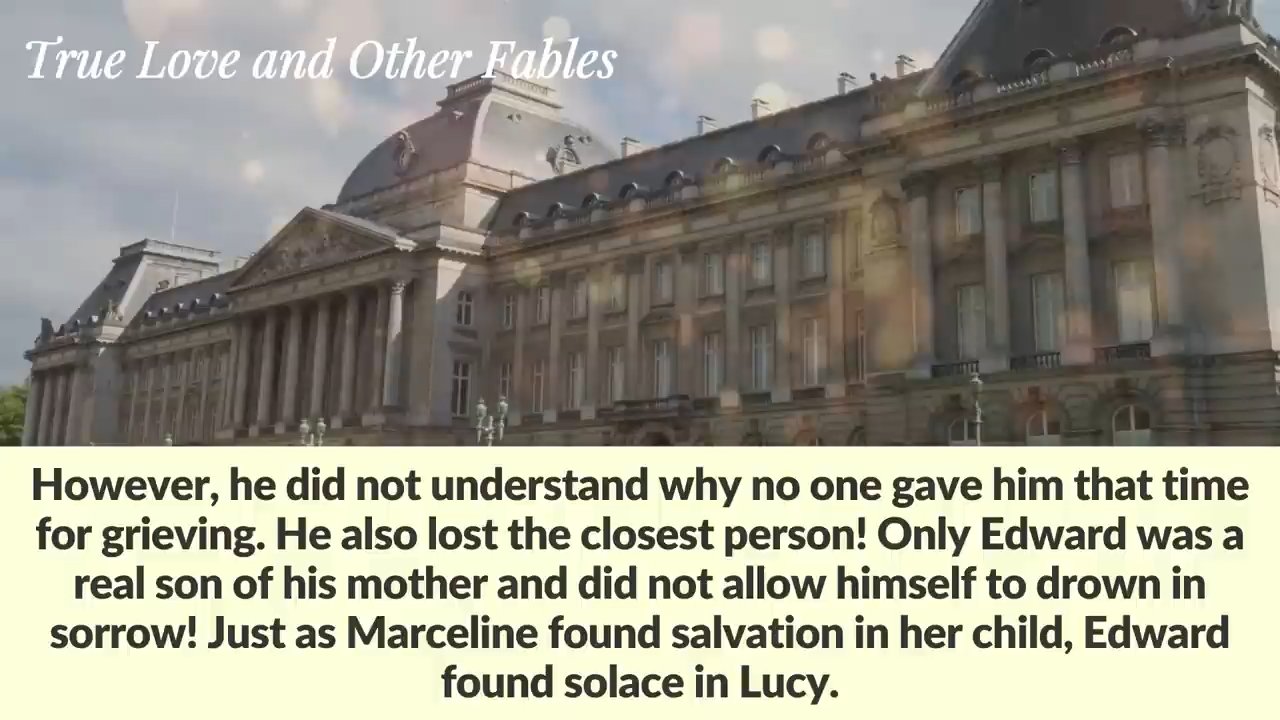 True Love and Other Fables
However, he did not understand why no one gave him that time
for grieving. He also lost the closest person! Only Edward was a
real son of his mother and did not allow himself to drown in
sorrow! Just as Marceline found salvation in her child, Edward
found solace in Lucy.